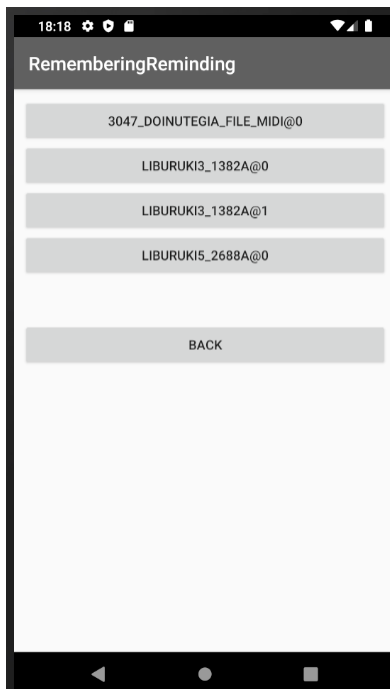 18:18
RememberingReminding
3047_DOINUTEGIA_FILE_MIDI@0
LIBURUKI3_1382A@0
LIBURUKI3_1382A@1
LIBURUKI5_2688A@0
BACK